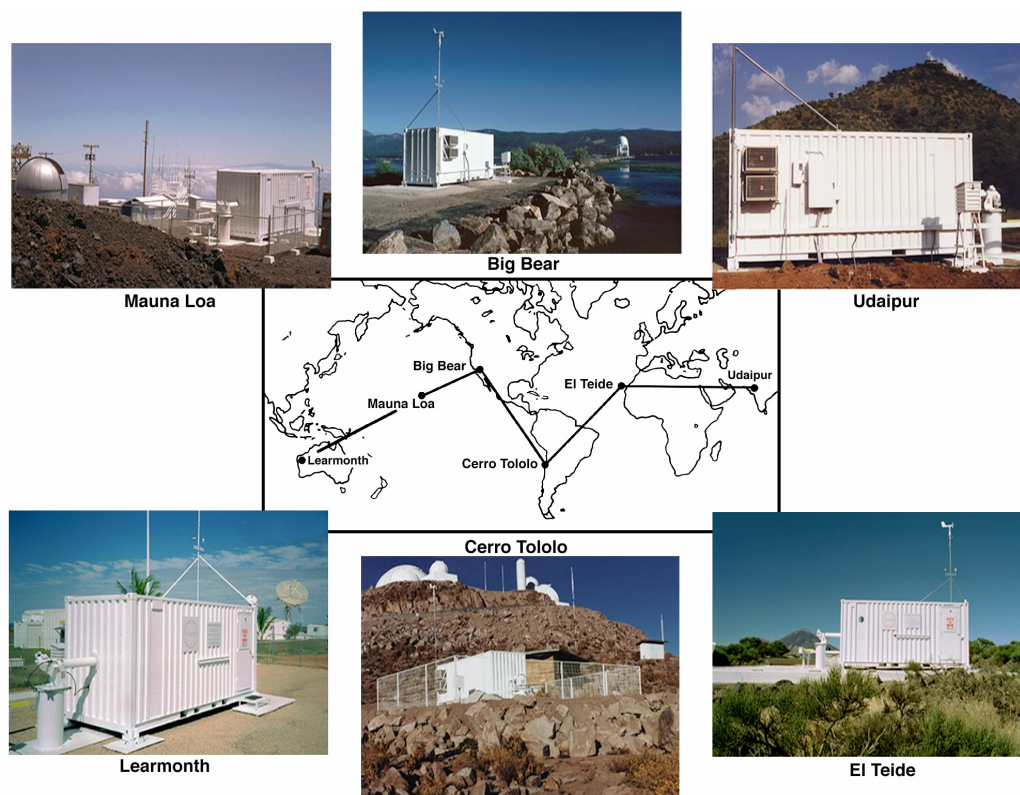 Big Bear
Mauna Loa
Udaipur
Big Bear
Udaipur
El Teide
Mauna Loa
Learmonth
Cerro Tololo
Cerro Tololo
Learmonth
El Teide